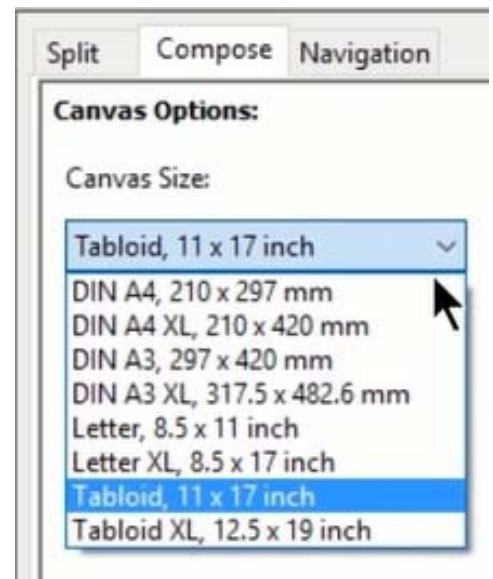 Split Compose Navigation
Canvas Options:
Canvas Size:
Tabloid, 11 x 17 inch
DIN A4, 210 x 297 mm
DIN A4 XL, 210 x 420 mm
DIN A3, 297 x 420 mm
DIN A3 XL, 317.5 x 482.6 mm
Letter, 8.5 x 11 inch
Letter XL, 8.5 x 17 inch
Tabloid, 11 x 17 inch
Tabloid XL, 12.5 x 19 inch